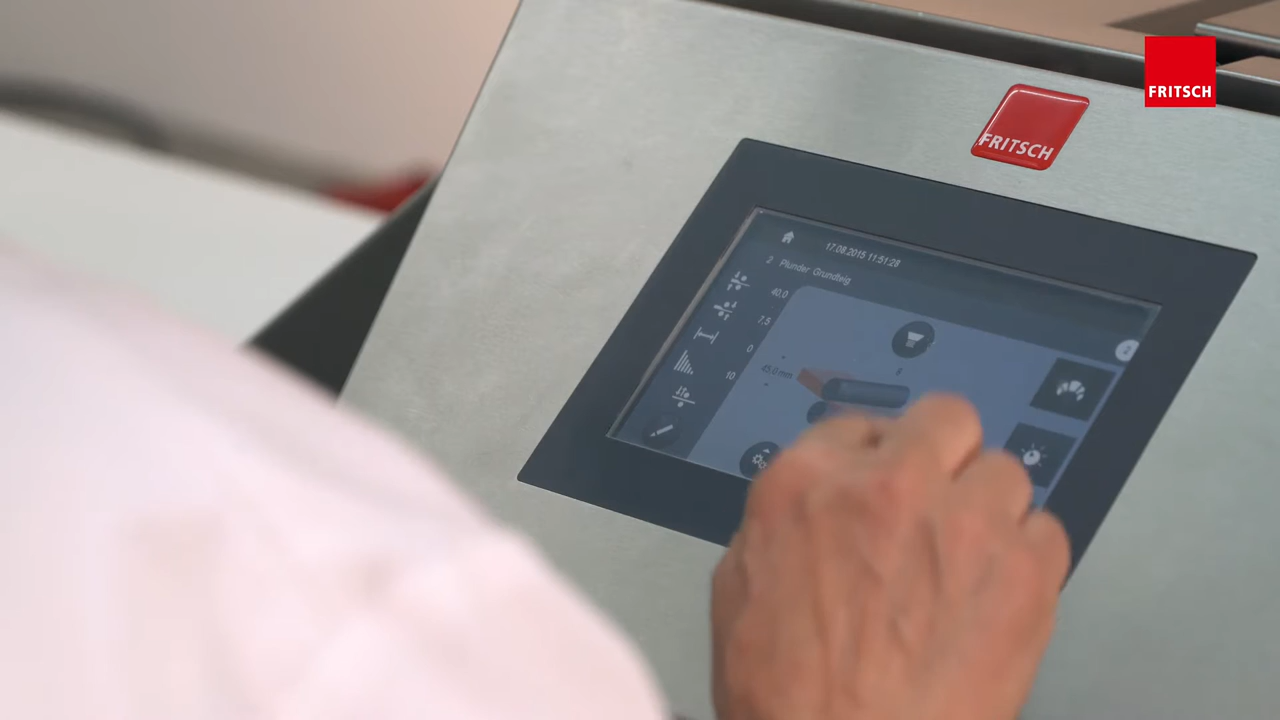 FRITSCH
FRITSCH
17.08.2015 11:51:28
2 Plunder Grundteig
40,0
7,5
0
10
45,0 mm
2